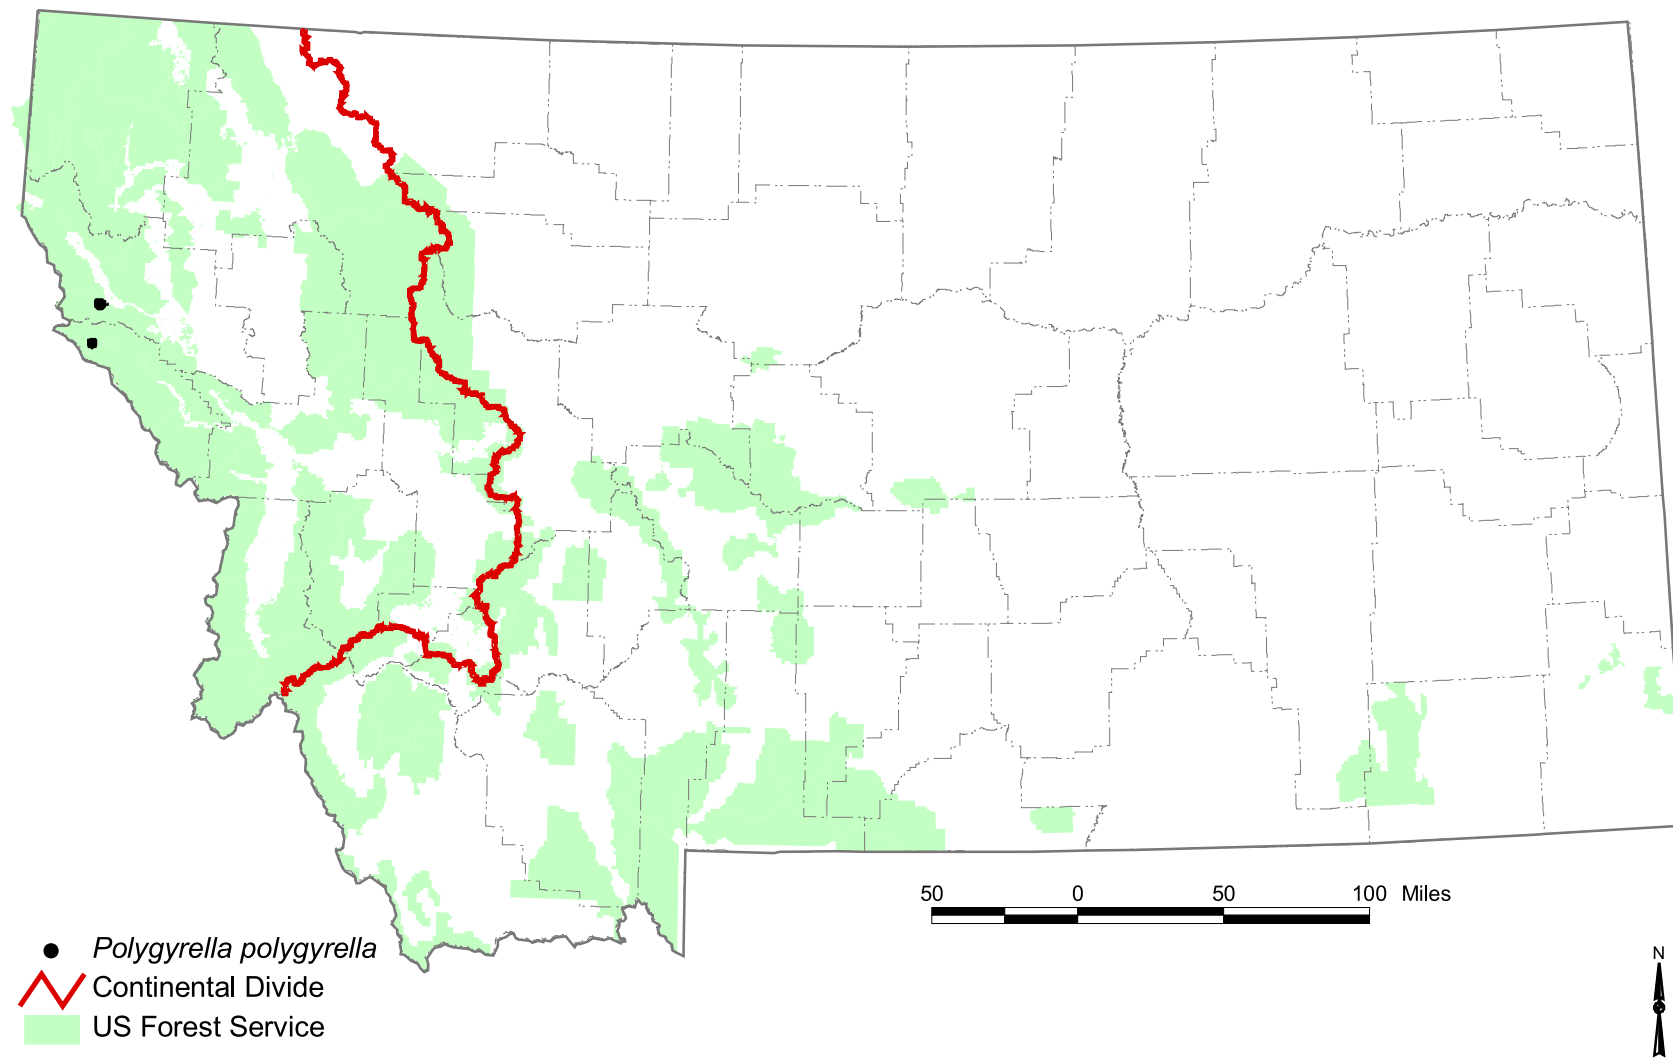 50 0 50 100 Miles
Polygyrella polygyrella
Continental Divide
US Forest Service
N